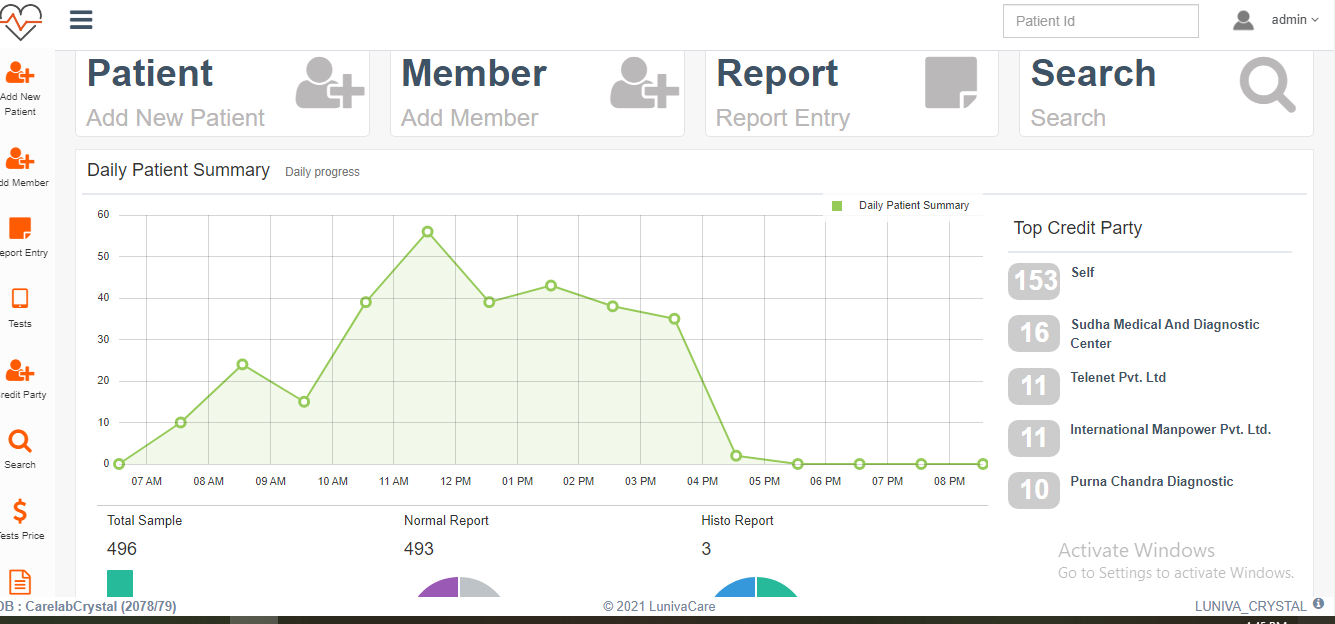 Patient Id
admin
Patient
Add New Patient
Member
Add Member
Report
Report Entry
Search
Search
Add New
Patient
dd Member
eport Entry
Tests
redit Party
Search
ests Price
Daily Patient Summary Daily progress
Daily Patient Summary
60
50
40
30
20
10
0
07 AM 08 AM 09 AM 10 AM 11 AM 12 PM 01 PM 02 PM 03 PM 04 PM 05 PM 06 PM 07 PM 08 PM
Top Credit Party
153 Self
16 Sudha Medical And Diagnostic
Center
11 Telenet Pvt. Ltd
11 International Manpower Pvt. Ltd.
10 Purna Chandra Diagnostic
Total Sample
496
Normal Report
493
Histo Report
3
Activate Windows
Go to Settings to activate Windows.
DB : CarelabCrystal (2078/79)
© 2021 LunivaCare
LUNIVA_CRYSTAL